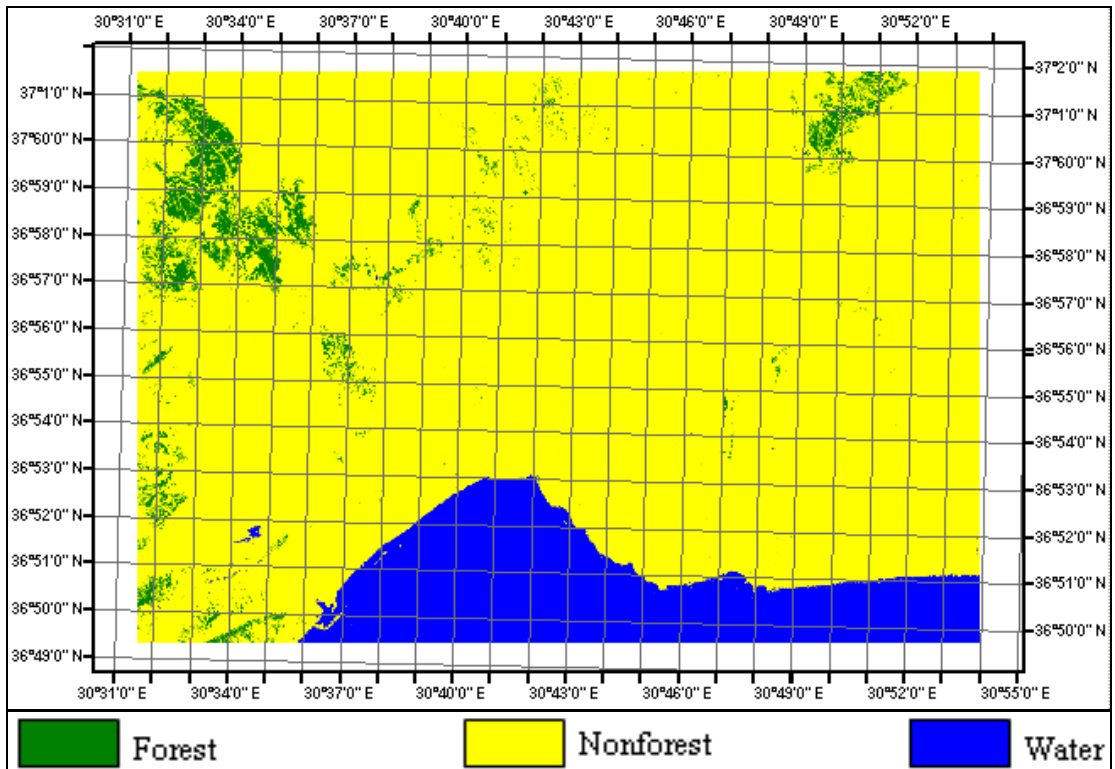 30°31'0" E 30°34'0" E 30°37'0" E 30°40'0" E 30°43'0" E 30°46'0" E 30°49'0" E 30°52'0" E
37°2'0" N
37°1'0" N
37°1'0" N
37°60'0" N
37°60'0" N
36°59'0" N
36°59'0" N
36°58'0" N
36°58'0" N
36°57'0" N
36°57'0" N
36°56'0" N
36°56'0" N
36°55'0" N
36°55'0" N
36°54'0" N
36°54'0" N
36°53'0" N
36°53'0" N
36°52'0" N
36°52'0" N
36°51'0" N
36°51'0" N
36°50'0" N
36°50'0" N
36°49'0" N
30°31'0" E 30°34'0" E 30°37'0" E 30°40'0" E 30°43'0" E 30°46'0" E 30°49'0" E 30°52'0" E 30°55'0" E
Forest Nonforest Water